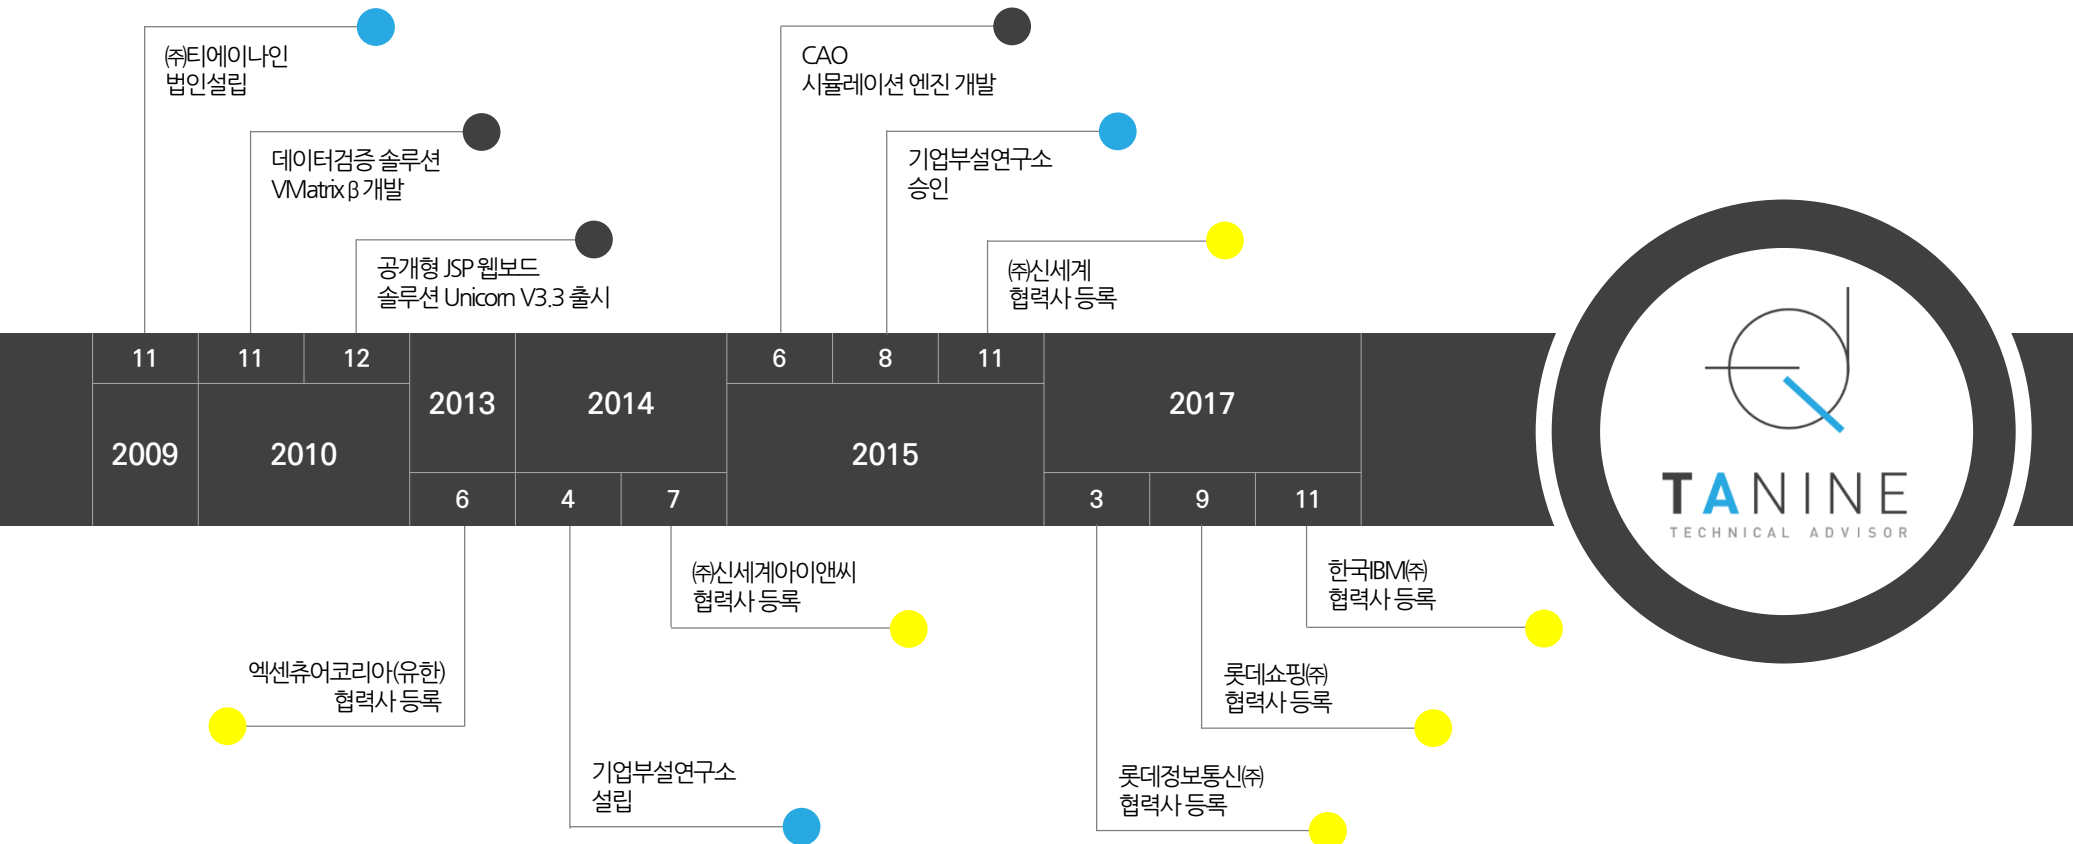 ㈜티에이나인
법인설립
데이터검증 솔루션
VMatrix β 개발
공개형 JSP 웹보드
솔루션 Unicorn V3.3 출시
CAO
시뮬레이션 엔진 개발
기업부설연구소
승인
㈜신세계
협력사 등록
11
11
12
6
8
11
2013
2014
2017
2009
2010
2015
6
4
7
3
9
11
TANINE
TECHNICAL ADVISOR
엑센츄어코리아(유한)
협력사 등록
기업부설연구소
설립
㈜신세계아이앤씨
협력사 등록
롯데정보통신㈜
협력사 등록
롯데쇼핑㈜
협력사 등록
한국IBM㈜
협력사 등록